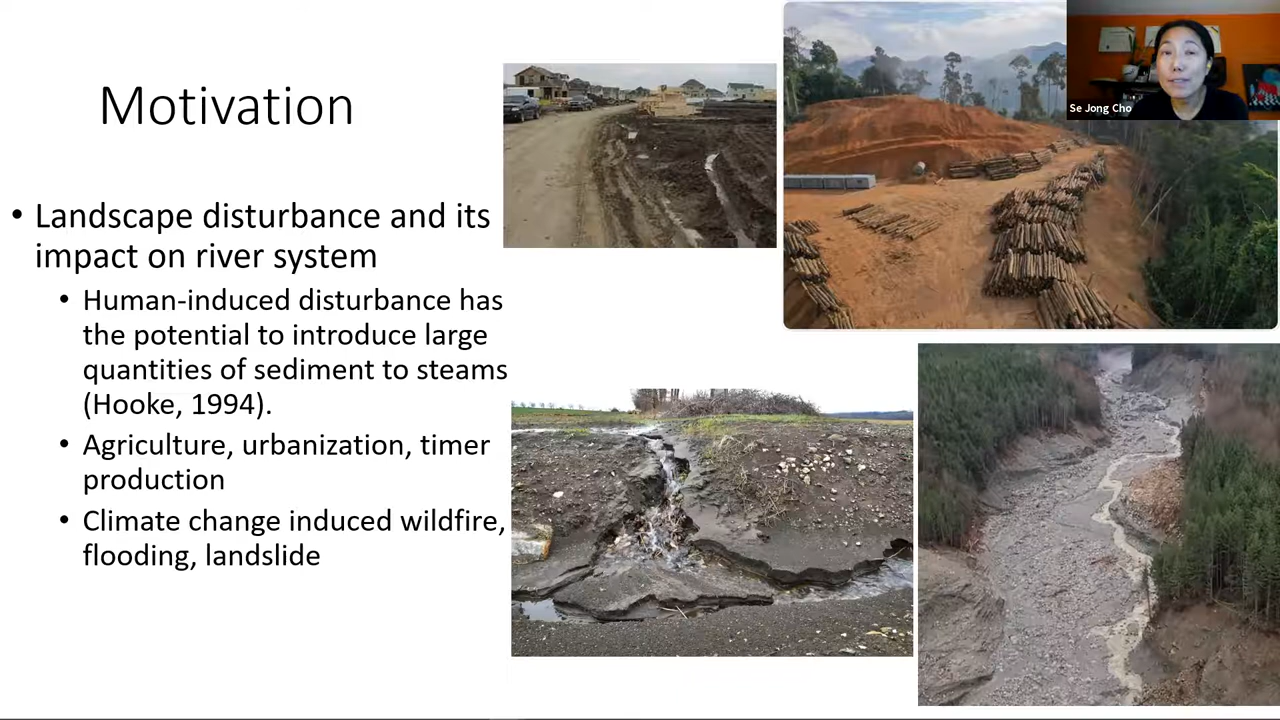 Motivation
• Landscape disturbance and its
impact on river system
• Human-induced disturbance has
the potential to introduce large
quantities of sediment to steams
(Hooke, 1994).
• Agriculture, urbanization, timer
production
• Climate change induced wildfire,
flooding, landslide
Se Jong Cho